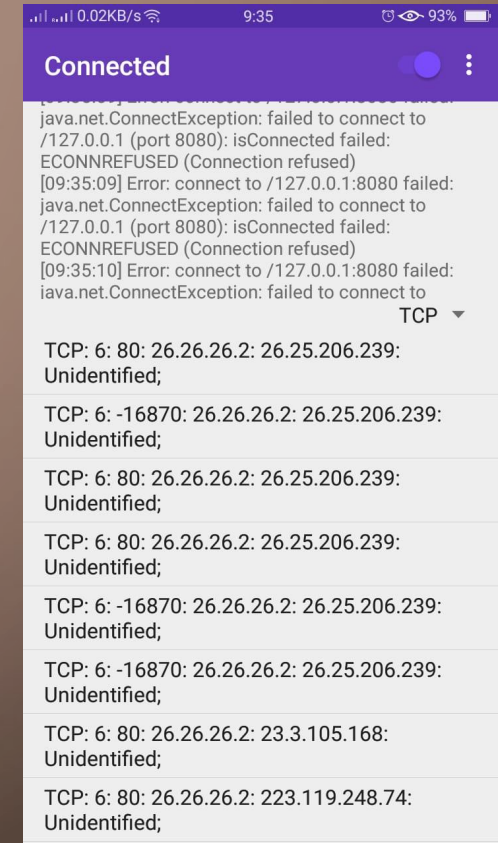 0.02KB/s 9:35 93%
Connected
java.net.ConnectException: failed to connect to
/127.0.0.1 (port 8080): isConnected failed:
ECONNREFUSED (Connection refused)
[09:35:09] Error: connect to /127.0.0.1:8080 failed:
java.net.ConnectException: failed to connect to
/127.0.0.1 (port 8080): isConnected failed:
ECONNREFUSED (Connection refused)
[09:35:10] Error: connect to /127.0.0.1:8080 failed:
java.net.ConnectException: failed to connect to
TCP
TCP: 6: 80: 26.26.26.2: 26.25.206.239:
Unidentified;
TCP: 6: -16870: 26.26.26.2: 26.25.206.239:
Unidentified;
TCP: 6: 80: 26.26.26.2: 26.25.206.239:
Unidentified;
TCP: 6: 80: 26.26.26.2: 26.25.206.239:
Unidentified;
TCP: 6: -16870: 26.26.26.2: 26.25.206.239:
Unidentified;
TCP: 6: -16870: 26.26.26.2: 26.25.206.239:
Unidentified;
TCP: 6: 80: 26.26.26.2: 23.3.105.168:
Unidentified;
TCP: 6: 80: 26.26.26.2: 223.119.248.74:
Unidentified;